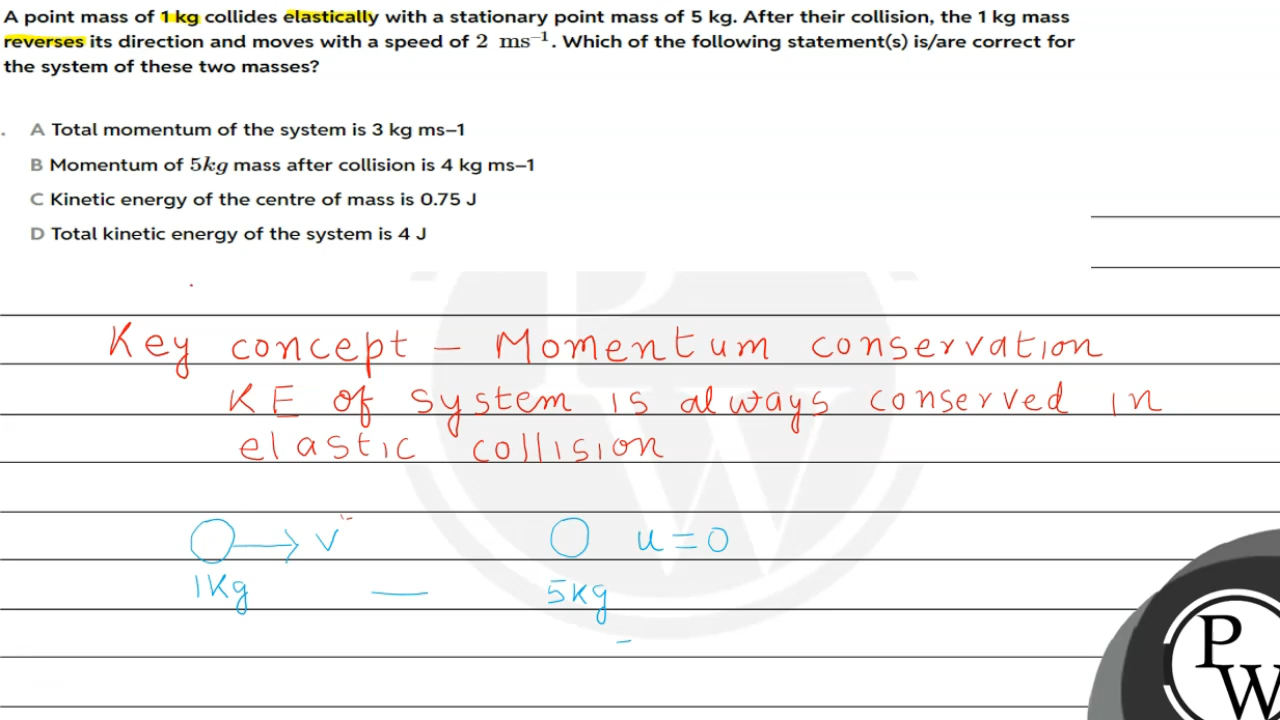 A point mass of 1 kg collides elastically with a stationary point mass of 5 kg. After their collision, the 1 kg mass
reverses its direction and moves with a speed of 2 ms⁻¹. Which of the following statement(s) is/are correct for
the system of these two masses?
. A Total momentum of the system is 3 kg ms–1
B Momentum of 5kg mass after collision is 4 kg ms–1
C Kinetic energy of the centre of mass is 0.75 J
D Total kinetic energy of the system is 4 J
Key concept – Momentum conservation
KE of system is always conserved in
elastic collision
v u = 0
1Kg — 5Kg
PW